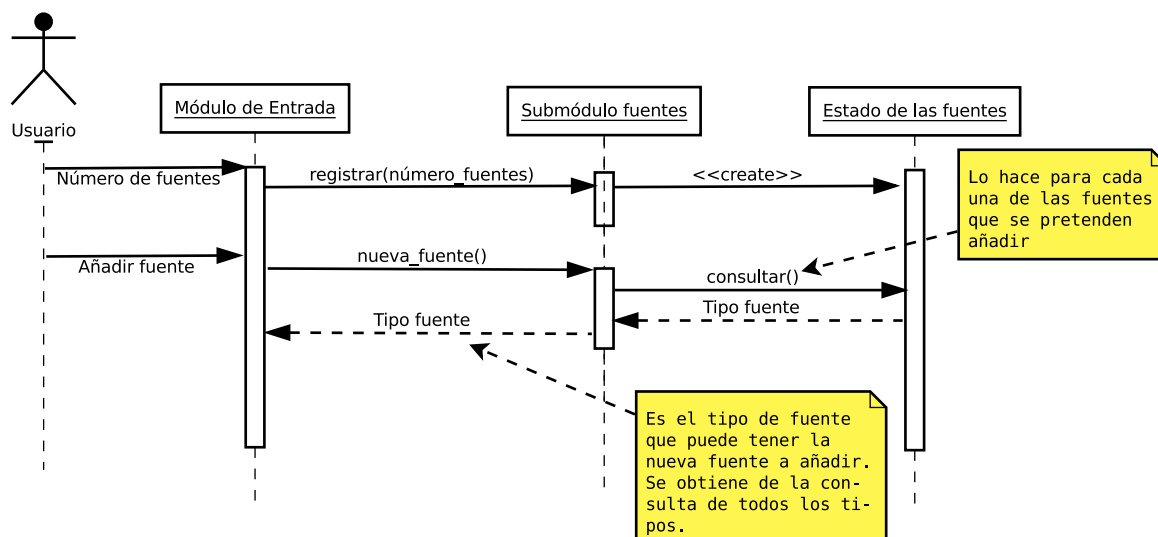 Usuario
Módulo de Entrada
Submódulo fuentes
Estado de las fuentes
Número de fuentes
registrar(número_fuentes)
<<create>>
Lo hace para cada
una de las fuentes
que se pretenden
añadir
Añadir fuente
nueva_fuente()
consultar()
Tipo fuente
Tipo fuente
Es el tipo de fuente
que puede tener la
nueva fuente a añadir.
Se obtiene de la con-
sulta de todos los ti-
pos.